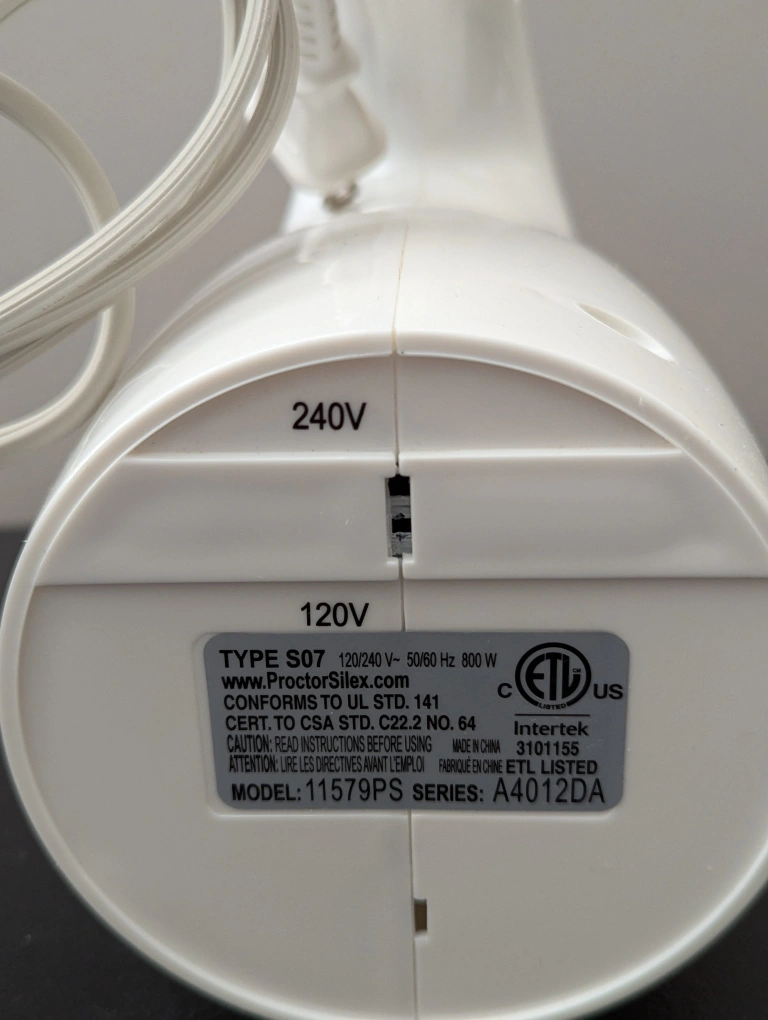 240V
120V
TYPE S07 120/240 V~ 50/60 Hz 800 W
www.ProctorSilex.com
CONFORMS TO UL STD. 141
CERT. TO CSA STD. C22.2 NO. 64
CAUTION: READ INSTRUCTIONS BEFORE USING MADE IN CHINA
ATTENTION: LIRE LES DIRECTIVES AVANT L'EMPLOI FABRIQUÉ EN CHINE
MODEL: 11579PS SERIES: A4012DA
C ETL CM US
LISTED
Intertek
3101155
ETL LISTED